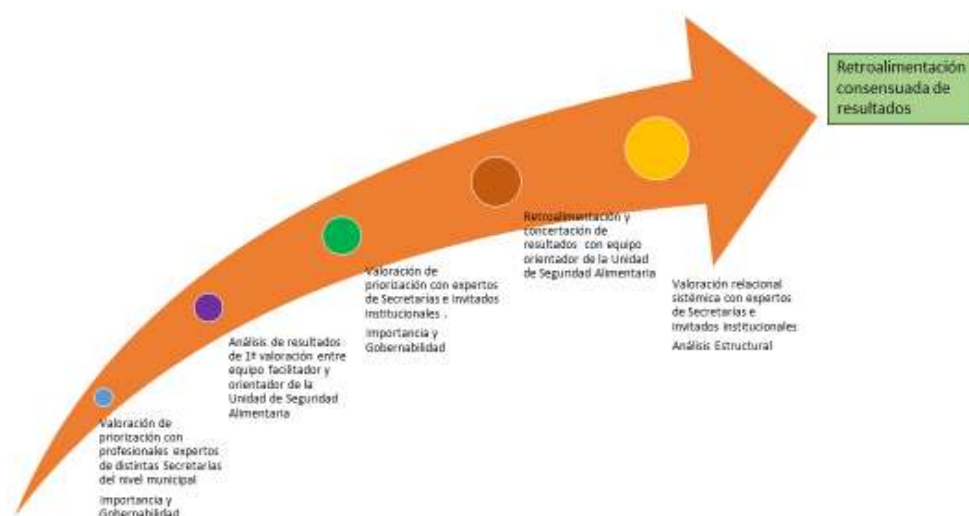 Valoración de
priorización con
profesionales expertos
de distintas Secretarías
del nivel municipal
Importancia y
Gobernabilidad
Análisis de resultados
de 1ª valoración entre
equipo facilitador y
orientador de la
Unidad de Seguridad
Alimentaria
Valoración de
priorización con expertos
de Secretarías e Invitados
Institucionales .
Importancia y
Gobernabilidad
Retroalimentación y
concertación de
resultados con equipo
orientador de la Unidad
de Seguridad Alimentaria
Valoración relacional
sistémica con expertos
de Secretarías e
Invitados Institucionales
Análisis Estructural
Retroalimentación
consensuada de
resultados